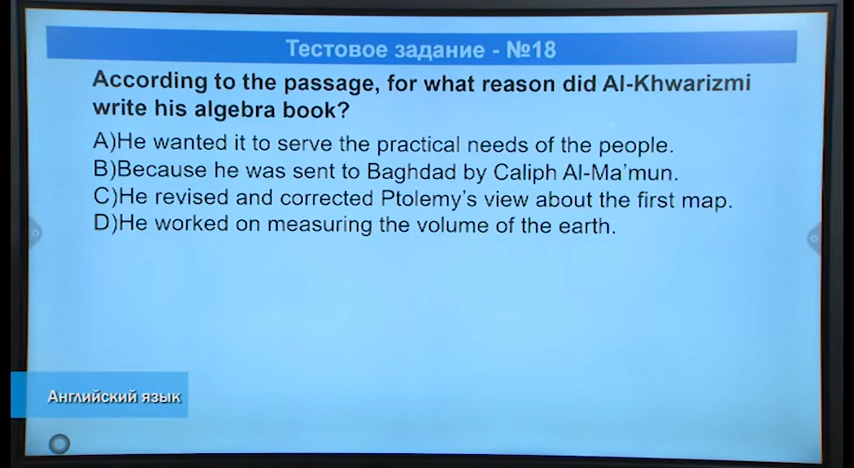 Тестовое задание - №18
According to the passage, for what reason did Al-Khwarizmi
write his algebra book?
A)He wanted it to serve the practical needs of the people.
B)Because he was sent to Baghdad by Caliph Al-Ma'mun.
C)He revised and corrected Ptolemy's view about the first map.
D)He worked on measuring the volume of the earth.
Английский язык